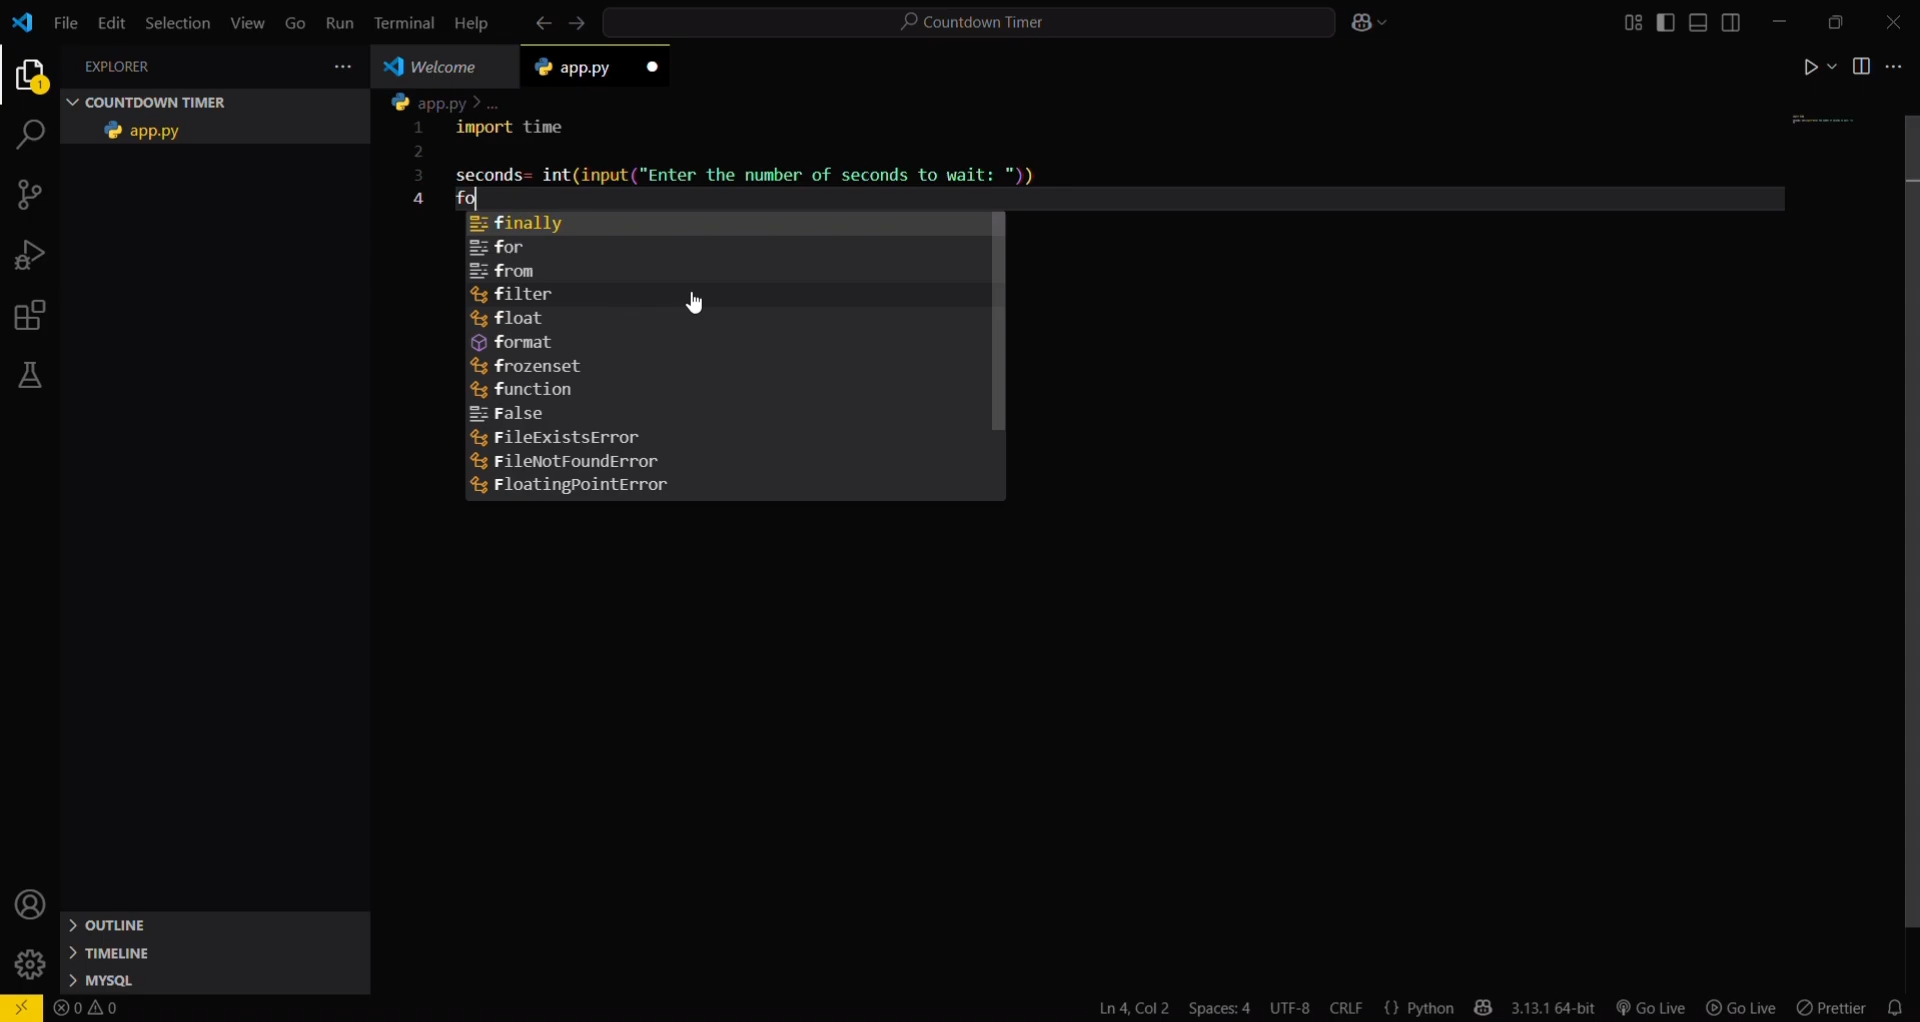 File Edit Selection View Go Run Terminal Help
Countdown Timer
EXPLORER
Welcome
app.py
COUNTDOWN TIMER
app.py
app.py > ...
1 import time
2
3 seconds= int(input("Enter the number of seconds to wait: "))
4 fo
finally
for
from
filter
float
format
frozenset
function
False
FileExistsError
FileNotFoundError
FloatingPointError
1
OUTLINE
TIMELINE
MYSQL
0 0
Ln 4, Col 2 Spaces: 4 UTF-8 CRLF {} Python 3.13.1 64-bit Go Live Go Live Prettier